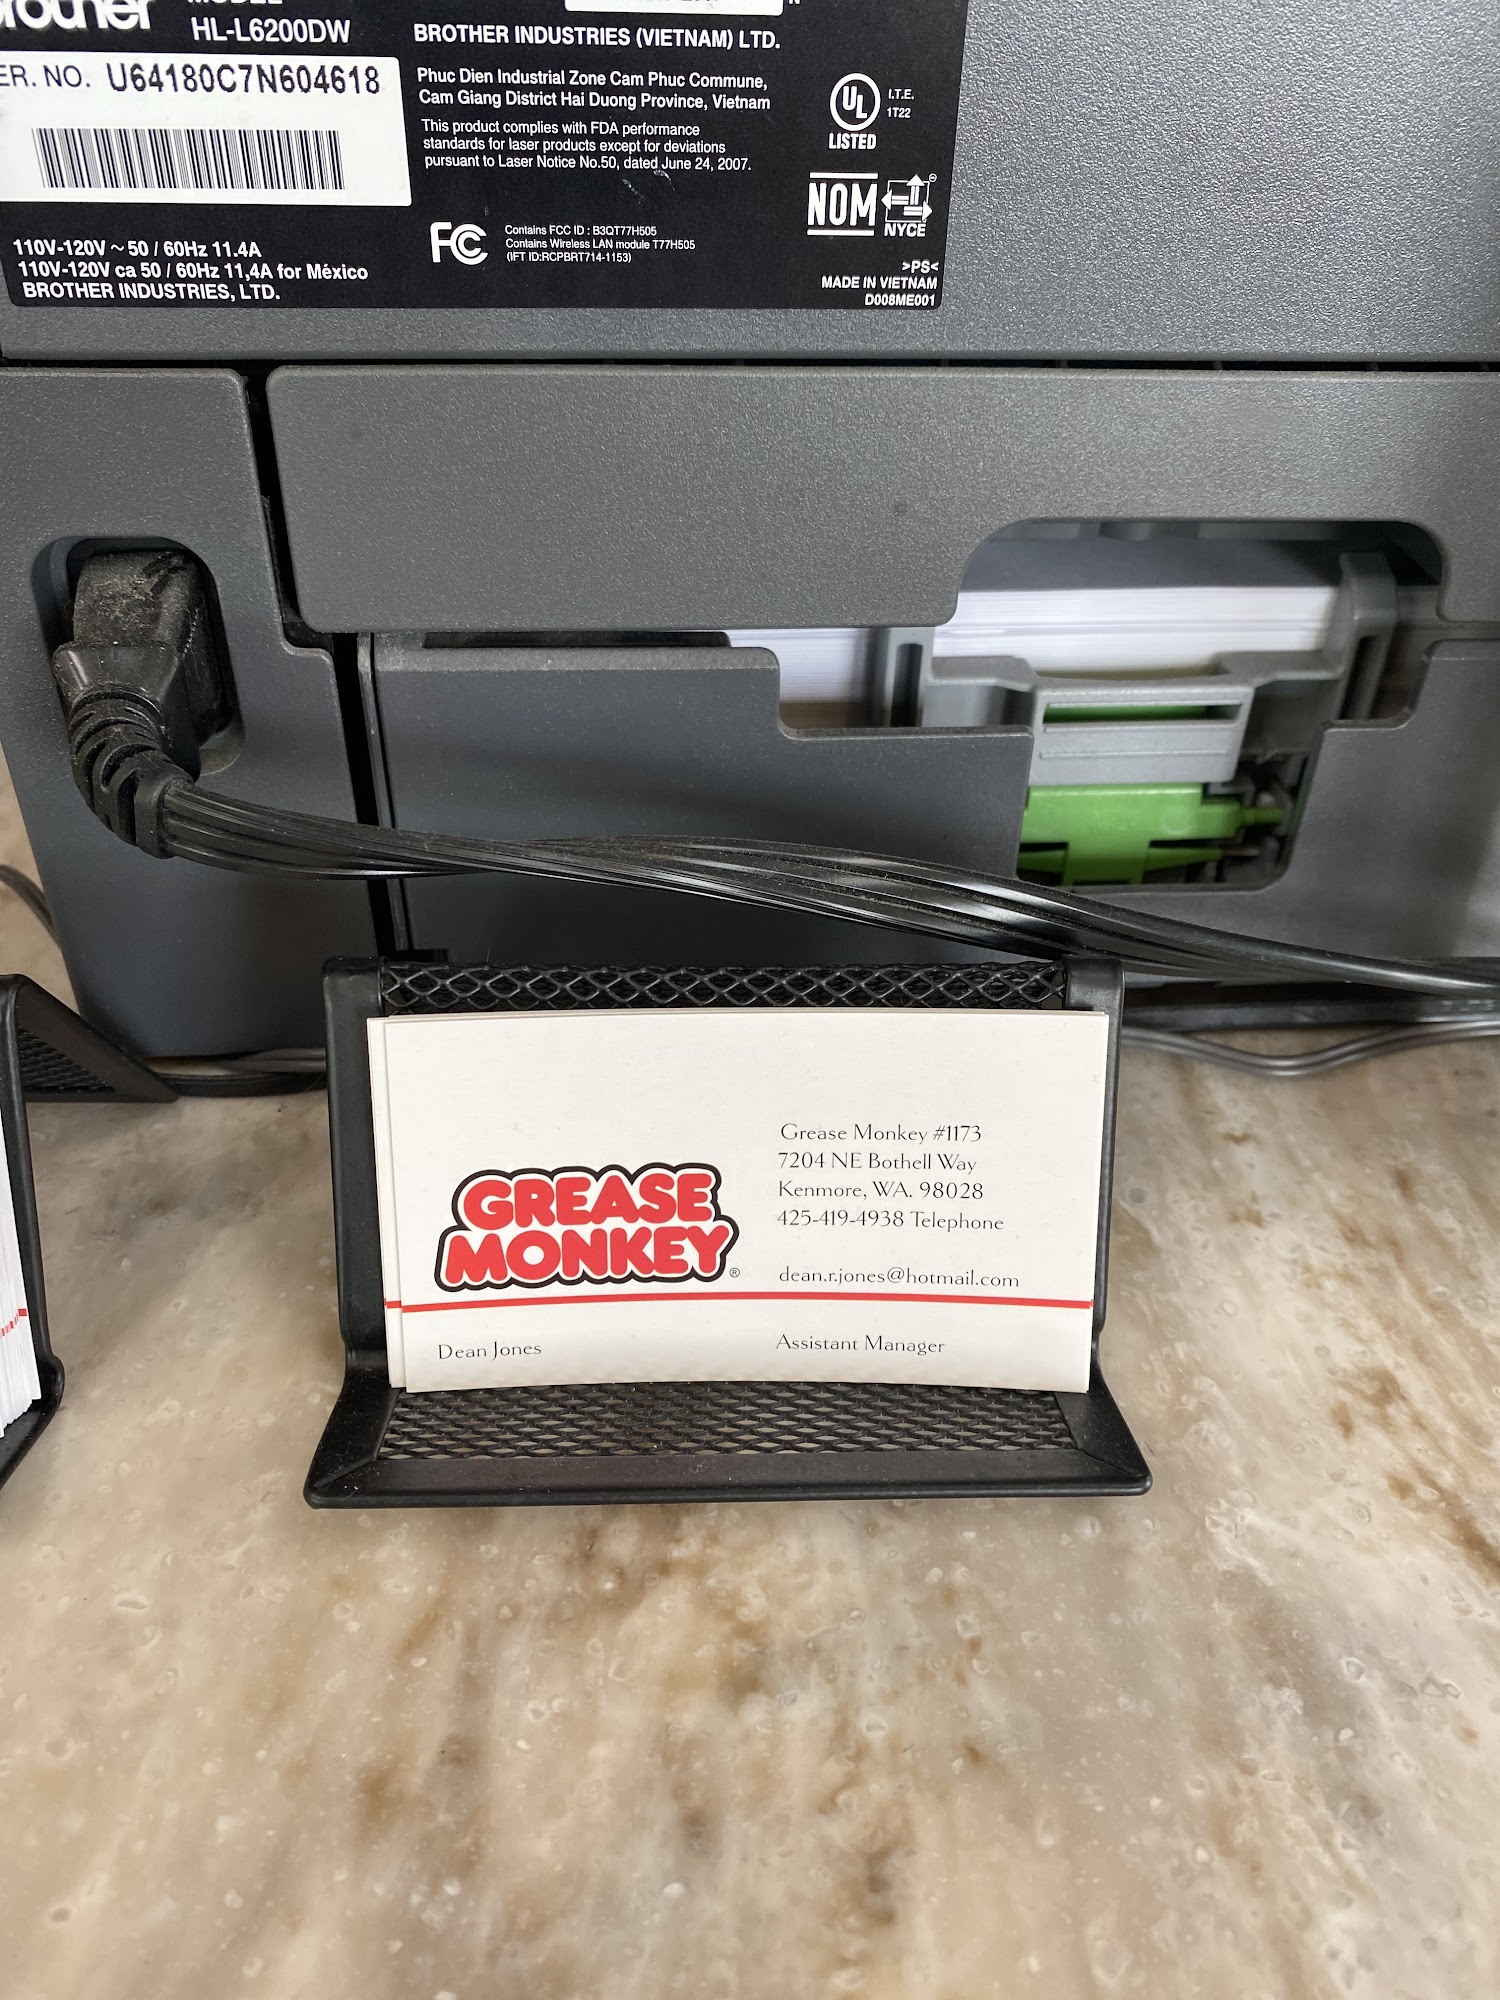 MODEL
HL-L6200DW
ER. NO. U64180C7N604618
110V-120V ~ 50 / 60Hz 11.4A
110V-120V ca 50 / 60Hz 11,4A for México
BROTHER INDUSTRIES, LTD.
BROTHER INDUSTRIES (VIETNAM) LTD.
Phuc Dien Industrial Zone Cam Phuc Commune,
Cam Giang District Hai Duong Province, Vietnam
This product complies with FDA performance
standards for laser products except for deviations
pursuant to Laser Notice No.50, dated June 24, 2007.
FC
Contains FCC ID : B3QT77H505
Contains Wireless LAN module T77H505
(IFT ID:RCPBRT714-1153)
UL
LISTED
I.T.E.
1T22
NOM
NYCE
>PS<
MADE IN VIETNAM
D008ME001
GREASE
MONKEY®
Grease Monkey #1173
7204 NE Bothell Way
Kenmore, WA. 98028
425-419-4938 Telephone
dean.r.jones@hotmail.com
Dean Jones
Assistant Manager